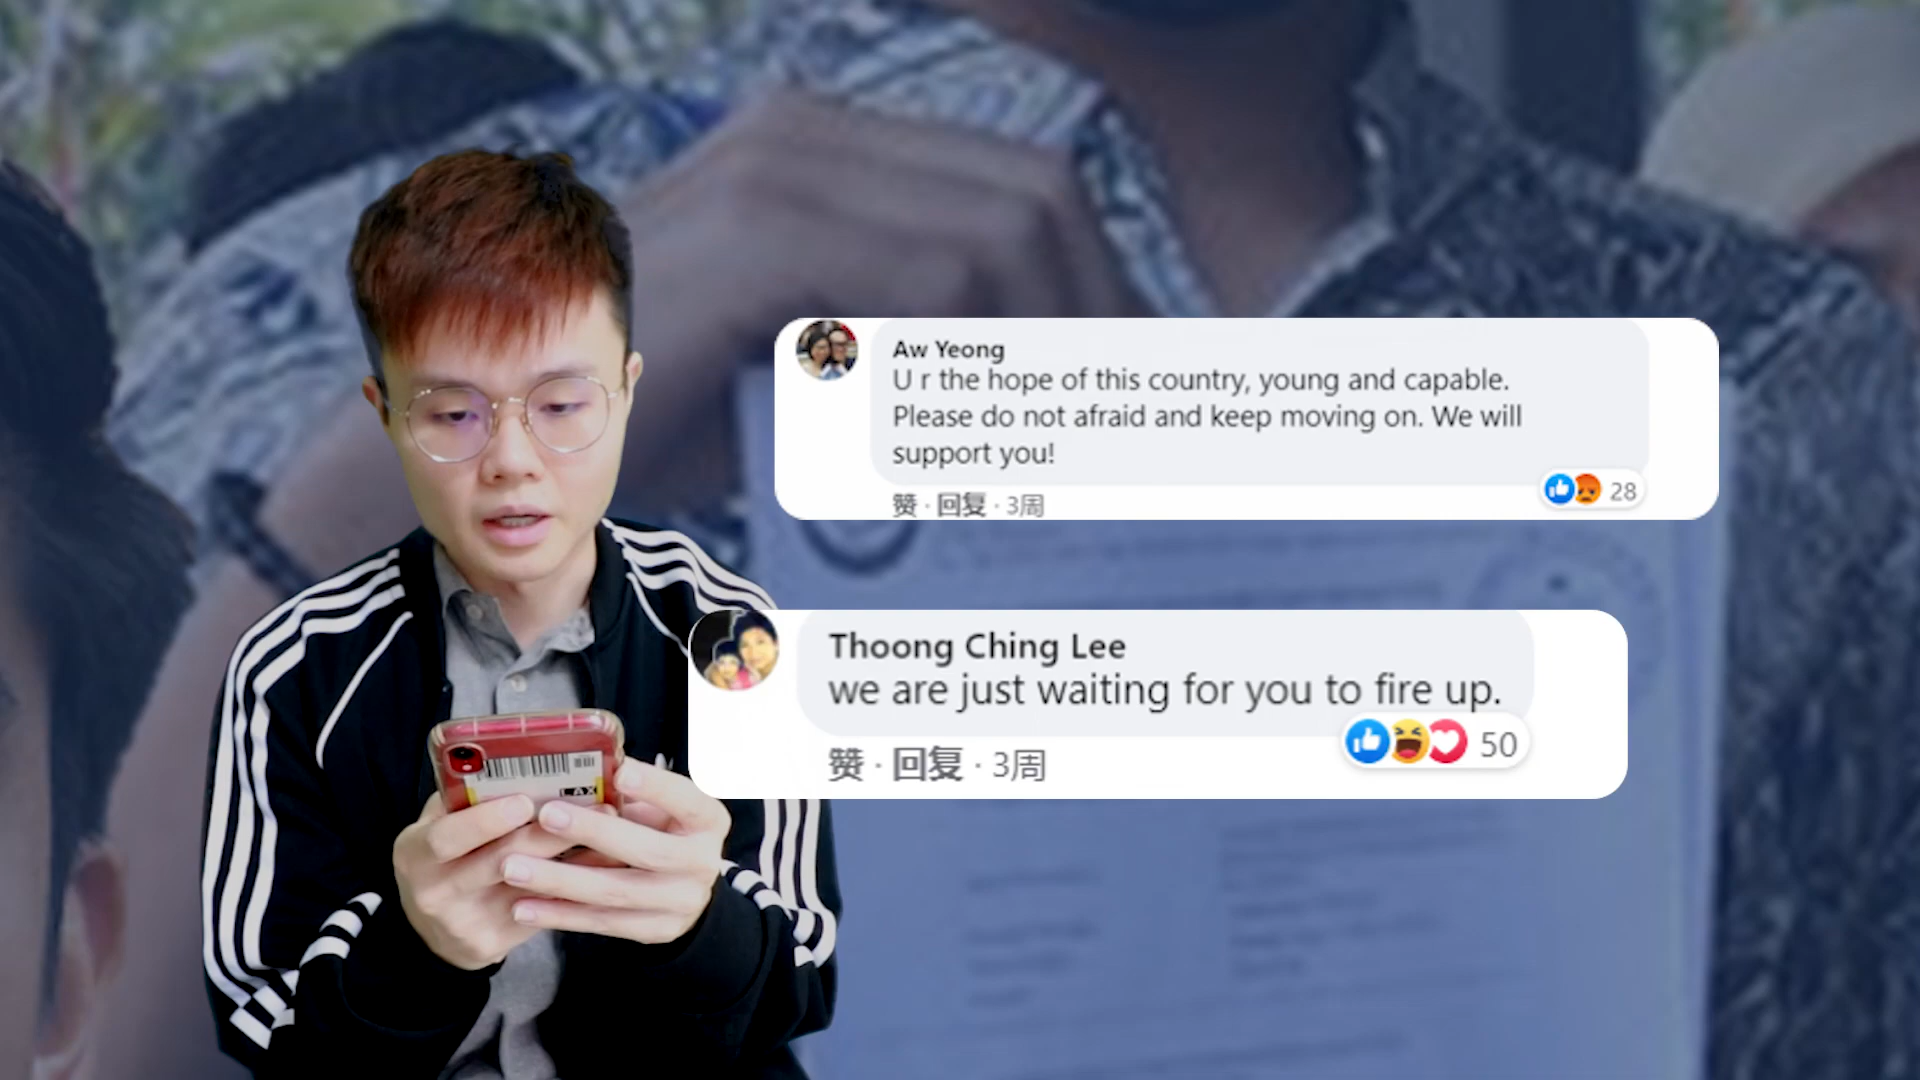 Aw Yeong
U r the hope of this country, young and capable.
Please do not afraid and keep moving on. We will
support you!
赞 · 回复 · 3周
28
Thoong Ching Lee
we are just waiting for you to fire up.
赞 · 回复 · 3周
50
LAX